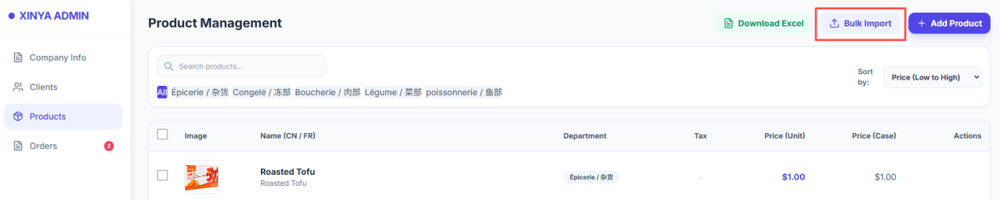 XINYA ADMIN
Company Info
Clients
Products
Orders
2
Product Management
Download Excel
Bulk Import
+ Add Product
Search products...
Sort by:
Price (Low to High)
All Épicerie / 杂货 Congelé / 冻部 Boucherie / 肉部 Légume / 菜部 poissonnerie / 鱼部
Image Name (CN / FR) Department Tax Price (Unit) Price (Case) Actions
Roasted Tofu
Roasted Tofu
Épicerie / 杂货
-
$1.00
$1.00